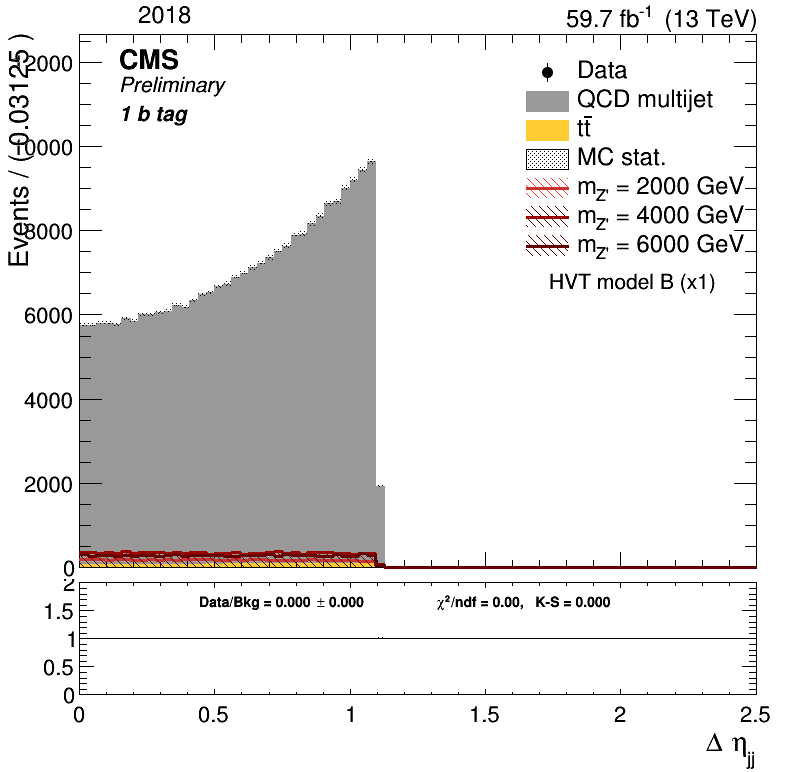 2018
59.7 fb⁻¹ (13 TeV)
Events / (-0.03125 )
CMS
Preliminary
1 b tag
Data
QCD multijet
tt̄
MC stat.
m_Z' = 2000 GeV
m_Z' = 4000 GeV
m_Z' = 6000 GeV
HVT model B (x1)
12000
10000
8000
6000
4000
2000
0
Data/Bkg = 0.000 ± 0.000
χ²/ndf = 0.00, K-S = 0.000
2
1.5
1
0.5
0
0 0.5 1 1.5 2 2.5
Δ η_jj